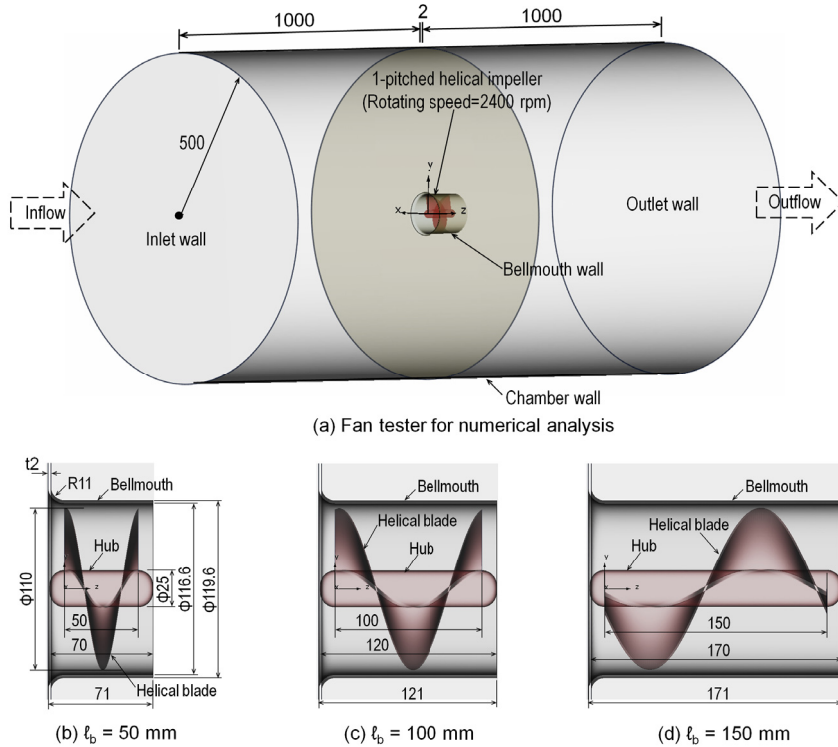 1000
2
1000
1-pitched helical impeller
(Rotating speed=2400 rpm)
500
y
x
z
Inflow
Inlet wall
Outlet wall
Outflow
Bellmouth wall
Chamber wall
(a) Fan tester for numerical analysis
t2
R11
Bellmouth
Hub
Φ110
Φ25
Φ116.6
Φ119.6
x
z
50
70
Helical blade
71
(b) ℓb = 50 mm
Bellmouth
Helical blade
Hub
y
x
z
100
120
121
(c) ℓb = 100 mm
Bellmouth
Helical blade
Hub
y
x
z
150
170
171
(d) ℓb = 150 mm